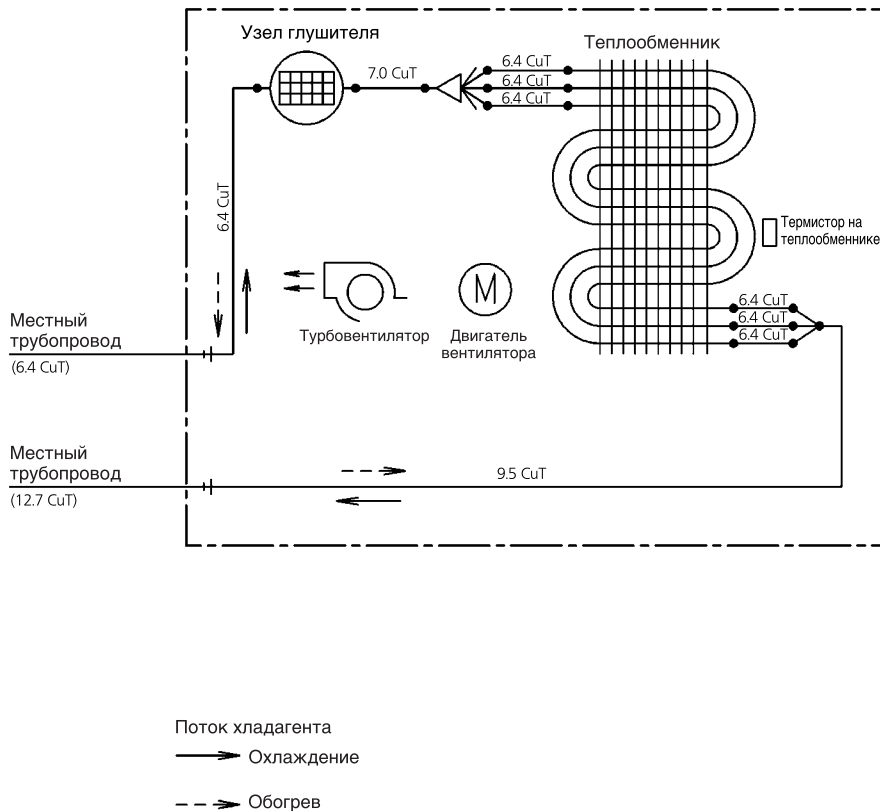 Узел глушителя
Теплообменник
7.0 CuT
6.4 CuT
6.4 CuT
6.4 CuT
6.4 CuT
Термистор на
теплообменнике
M
Турбовентилятор
Двигатель
вентилятора
6.4 CuT
6.4 CuT
6.4 CuT
Местный
трубопровод
(6.4 CuT)
Местный
трубопровод
(12.7 CuT)
9.5 CuT
Поток хладагента
Охлаждение
Обогрев